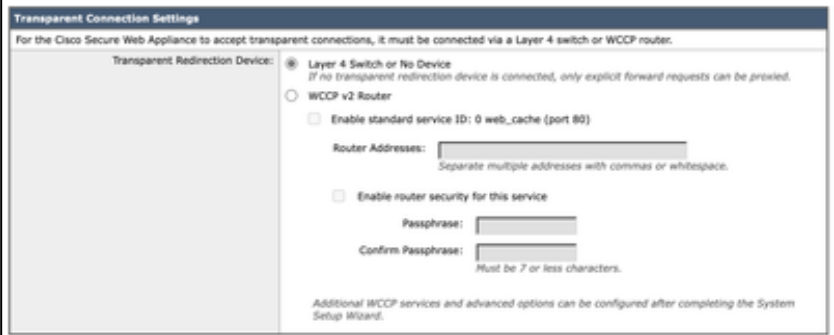 Transparent Connection Settings
For the Cisco Secure Web Appliance to accept transparent connections, it must be connected via a Layer 4 switch or WCCP router.
Transparent Redirection Device:
Layer 4 Switch or No Device
If no transparent redirection device is connected, only explicit forward requests can be proxied.
WCCP v2 Router
Enable standard service ID: 0 web_cache (port 80)
Router Addresses:
Separate multiple addresses with commas or whitespace.
Enable router security for this service
Passphrase:
Confirm Passphrase:
Must be 7 or less characters.
Additional WCCP services and advanced options can be configured after completing the System
Setup Wizard.